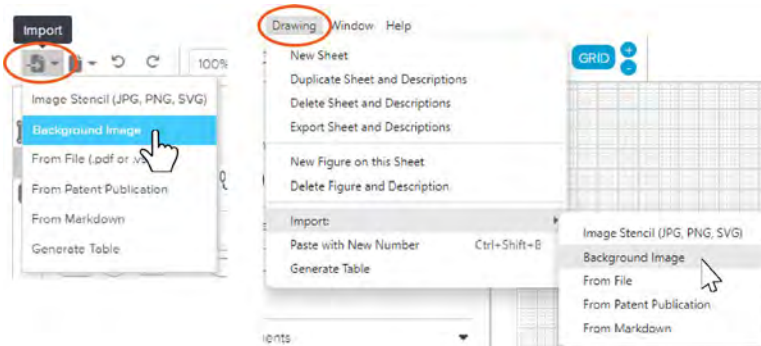 Import
100%
Image Stencil (JPG, PNG, SVG)
Background Image
From File (.pdf or .vs
From Patent Publication
From Markdown
Generate Table
Drawing Window Help
New Sheet
Duplicate Sheet and Descriptions
Delete Sheet and Descriptions
Export Sheet and Descriptions
New Figure on this Sheet
Delete Figure and Description
Import:
Paste with New Number Ctrl+Shift+B
Generate Table
ents
GRID
Image Stencil (JPG, PNG, SVG)
Background Image
From File
From Patent Publication
From Markdown